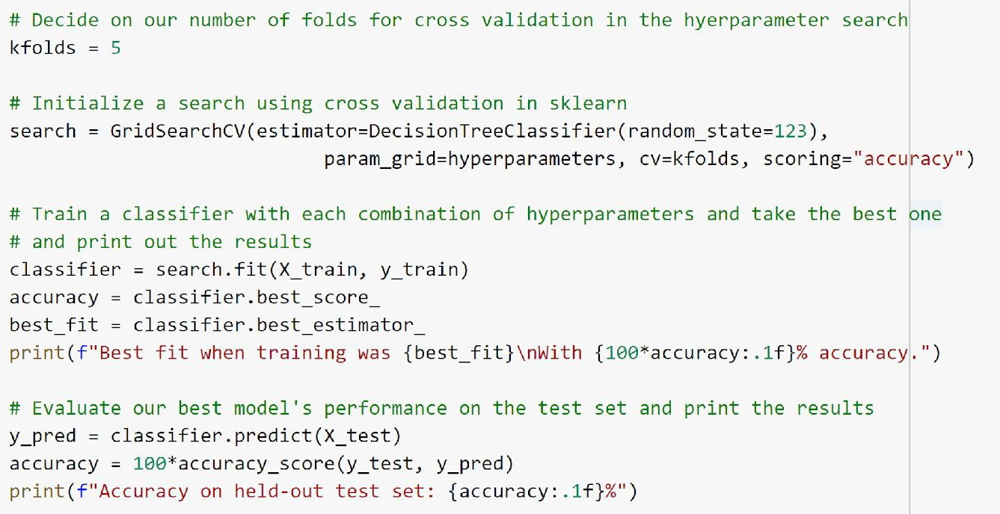 # Decide on our number of folds for cross validation in the hyerparameter search
kfolds = 5
# Initialize a search using cross validation in sklearn
search = GridSearchCV(estimator=DecisionTreeClassifier(random_state=123),
param_grid=hyperparameters, cv=kfolds, scoring="accuracy")
# Train a classifier with each combination of hyperparameters and take the best one
# and print out the results
classifier = search.fit(X_train, y_train)
accuracy = classifier.best_score_
best_fit = classifier.best_estimator_
print(f"Best fit when training was {best_fit}\nWith {100*accuracy:.1f}% accuracy.")
# Evaluate our best model's performance on the test set and print the results
y_pred = classifier.predict(X_test)
accuracy = 100*accuracy_score(y_test, y_pred)
print(f"Accuracy on held-out test set: {accuracy:.1f}%")